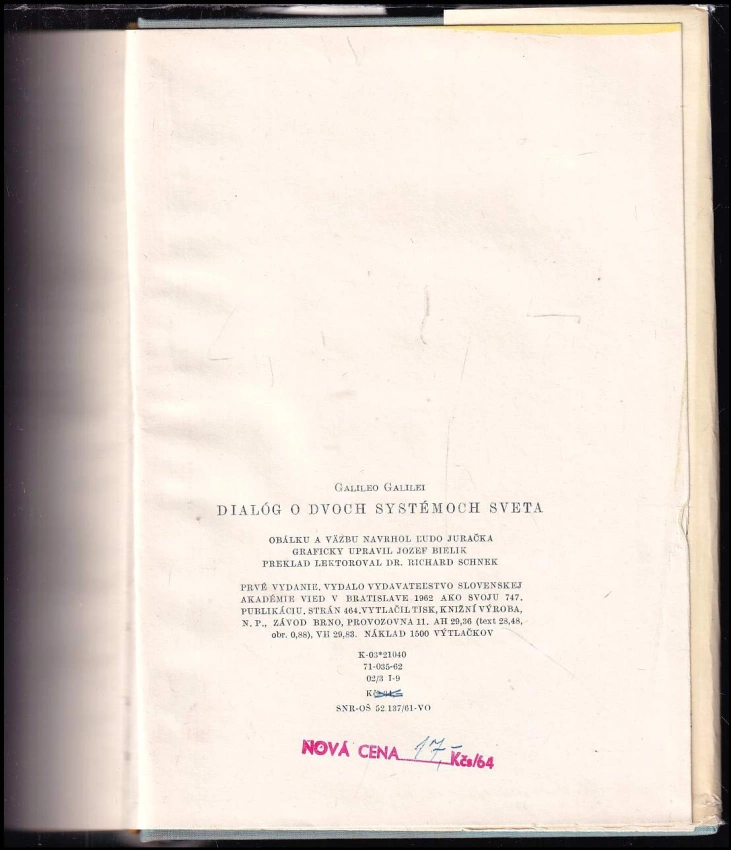 GALILEO GALILEI
DIALÓG O DVOCH SYSTÉMOCH SVETA
OBÁLKU A VÄZBU NAVRHOL ĽUDO JURAČKA
GRAFICKY UPRAVIL JOZEF BIELIK
PREKLAD LEKTOROVAL DR. RICHARD SCHNEK
PRVÉ VYDANIE. VYDALO VYDAVATEĽSTVO SLOVENSKEJ
AKADÉMIE VIED V BRATISLAVE 1962 AKO SVOJU 747.
PUBLIKÁCIU. STRÁN 464.VYTLAČIL TISK, KNIŽNÍ VÝROBA,
N. P., ZÁVOD BRNO, PROVOZOVNA 11. AH 29,36 (text 28,48,
obr. 0,88), VH 29,83. NÁKLAD 1500 VÝTLAČKOV
K-03*21040
71-035-62
02/3 I-9
SNR-OŠ 52.137/61-VO
NOVÁ CENA 17,- Kčs/64